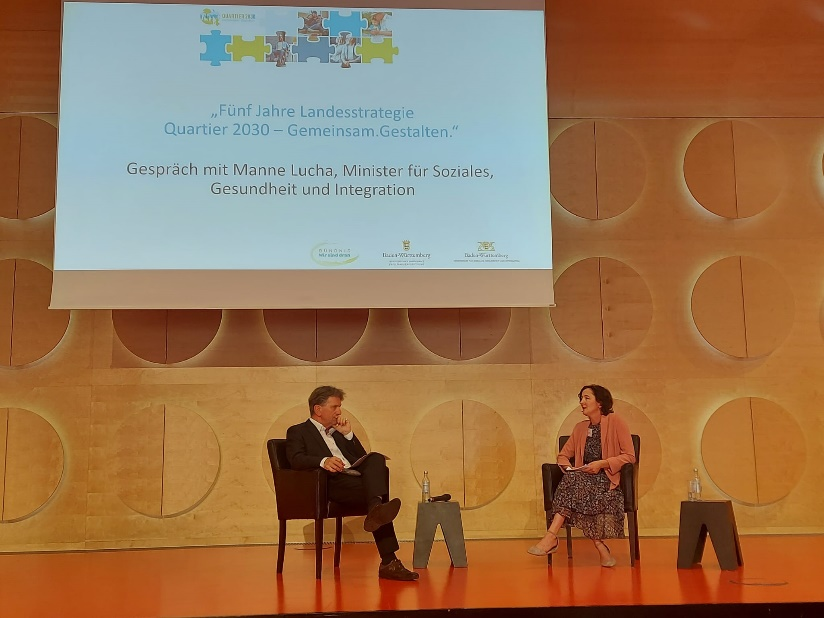 „Fünf Jahre Landesstrategie
Quartier 2030 – Gemeinsam.Gestalten.“
Gespräch mit Manne Lucha, Minister für Soziales,
Gesundheit und Integration
Baden-Württemberg
Baden-Württemberg